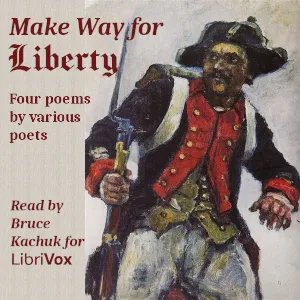 Make Way for
Liberty
Four poems
by various
poets
Read by
Bruce
Kachuk for
LibriVox